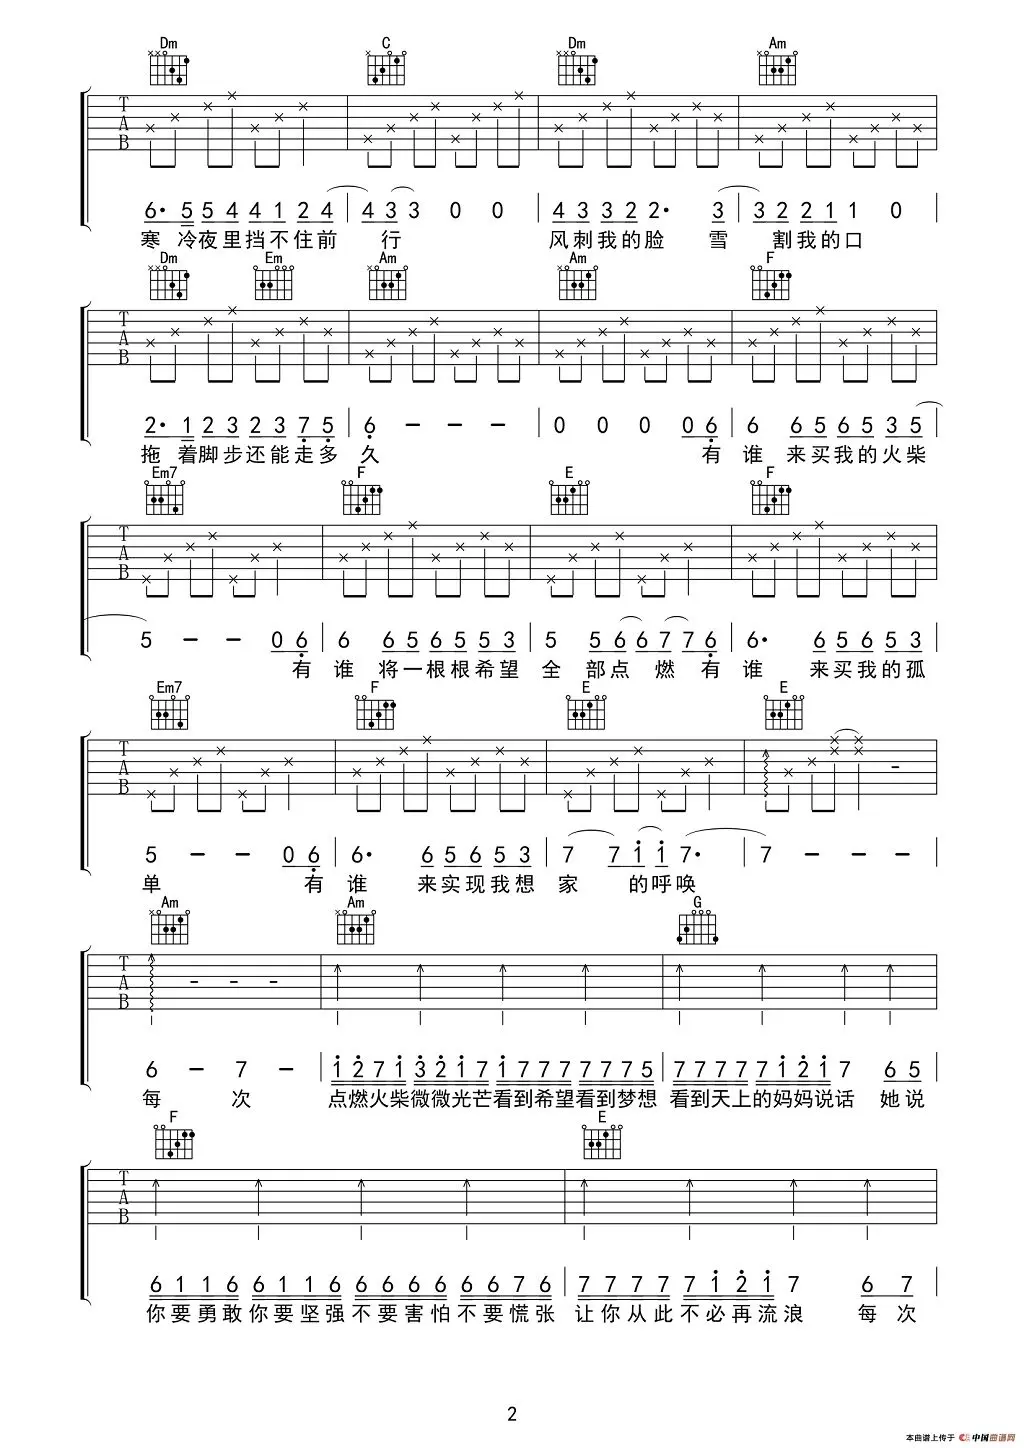 Dm C Dm Am
T
A
B
6· 5 5 4 4 1 2 4 | 4 3 3 0 0 | 4 3 3 2 2· 3 | 3 2 2 1 1 0
寒 冷夜里挡不住前 行 风刺我的脸 雪 割我的口
Dm Em Am Am F
T
A
B
2· 1 2 3 2 3 7 5 | 6 - - - | 0 0 0 0 6 | 6 6 5 6 5 3 5
拖 着脚步还能走多 久 有 谁 来买我的火柴
Em7 F E F
T
A
B
5 - - 0 6 | 6 6 5 6 5 5 3 | 5 5 6 6 7 7 6 | 6· 6 5 6 5 3
有 谁 将一根根希望 全 部点 燃 有 谁 来买我的孤
Em7 F E E
T
A
B
5 - - 0 6 | 6· 6 5 6 5 3 | 7 7 1 1 7· | 7 - - -
单 有 谁 来实现我想 家 的呼唤
Am Am G
T
A
B
6 - 7 - | 1 2 7 1 3 2 1 7 1 7 7 7 7 7 7 5 | 7 7 7 7 7 1 2 1 7 6 5
每 次 点燃火柴微微光芒看到希望看到梦想 看到天上的妈妈说话 她说
F E
T
A
B
6 1 1 6 6 1 1 6 6 6 6 6 6 6 7 6 | 7 7 7 7 7 1 2 1 7 6 7
你要勇敢你要坚强不要害怕不要慌张 让你从此不必再流浪 每次
2
本曲谱上传于 中国曲谱网